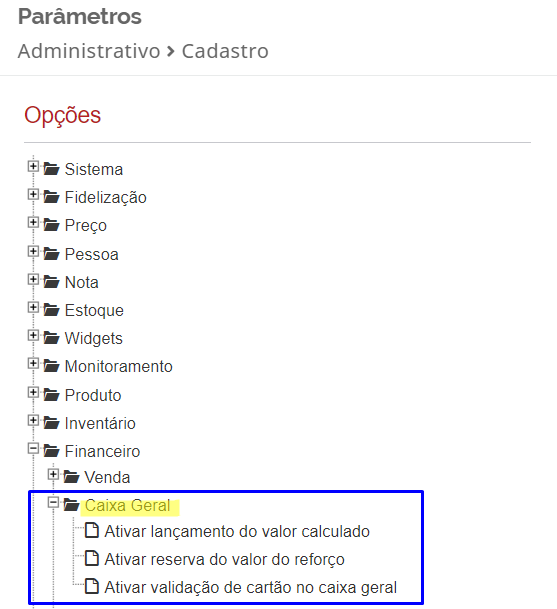 Parâmetros
Administrativo > Cadastro
Opções
Sistema
Fidelização
Preço
Pessoa
Nota
Estoque
Widgets
Monitoramento
Produto
Inventário
Financeiro
Venda
Caixa Geral
Ativar lançamento do valor calculado
Ativar reserva do valor do reforço
Ativar validação de cartão no caixa geral